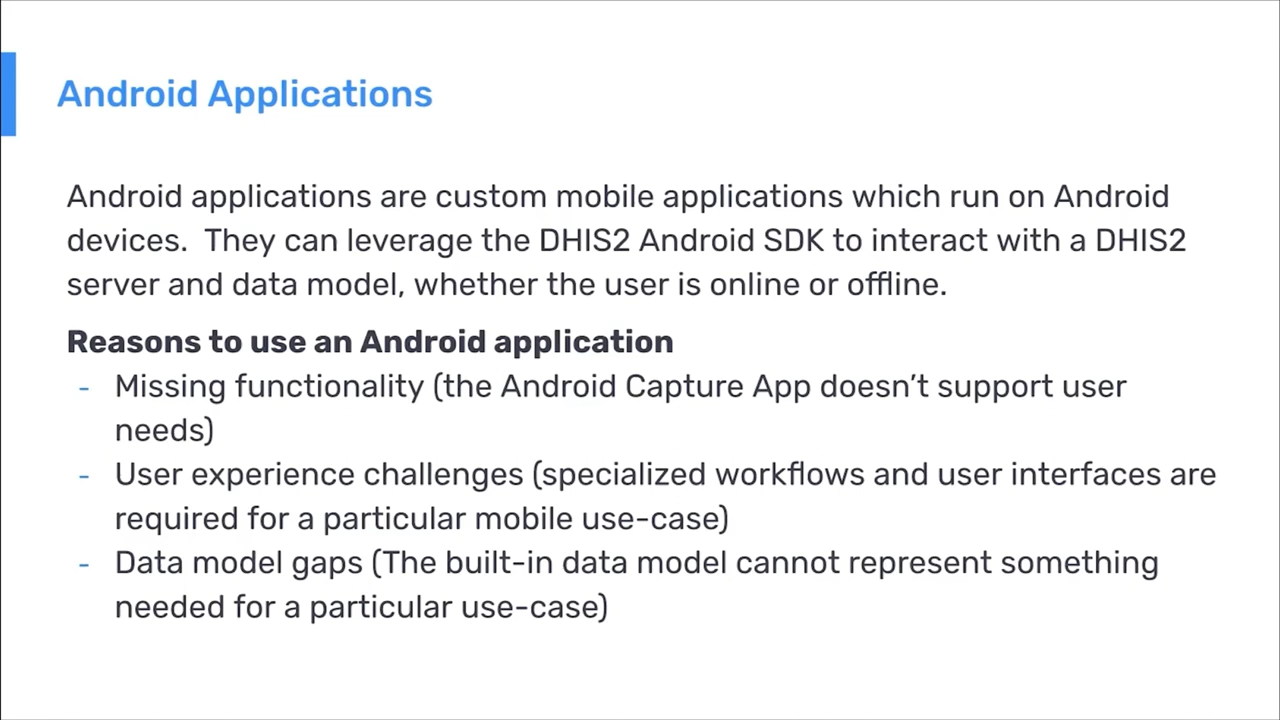 Android Applications
Android applications are custom mobile applications which run on Android
devices.  They can leverage the DHIS2 Android SDK to interact with a DHIS2
server and data model, whether the user is online or offline.
Reasons to use an Android application
- Missing functionality (the Android Capture App doesn’t support user
needs)
- User experience challenges (specialized workflows and user interfaces are
required for a particular mobile use-case)
- Data model gaps (The built-in data model cannot represent something
needed for a particular use-case)